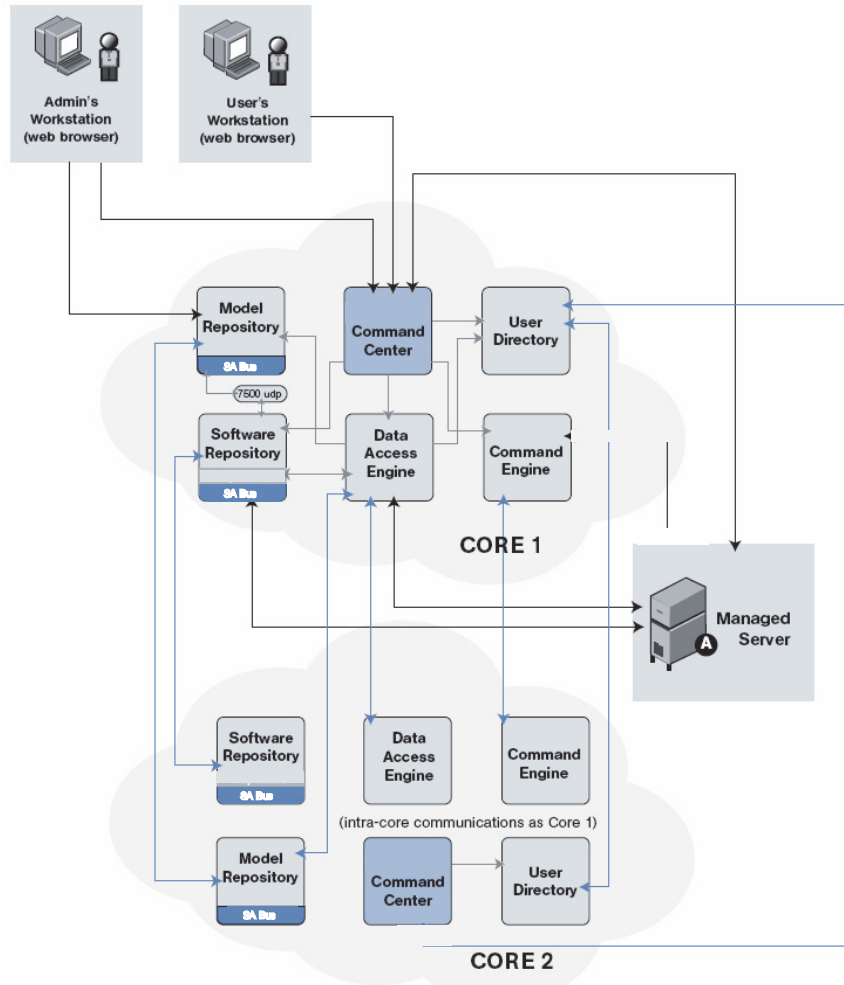 Admin's
Workstation
(web browser)
User's
Workstation
(web browser)
Model
Repository
SA Bus
Command
Center
User
Directory
7500 udp
Software
Repository
SA Bus
Data
Access
Engine
Command
Engine
CORE 1
A
Managed
Server
Software
Repository
SA Bus
Data
Access
Engine
Command
Engine
(intra-core communications as Core 1)
Model
Repository
SA Bus
Command
Center
User
Directory
CORE 2